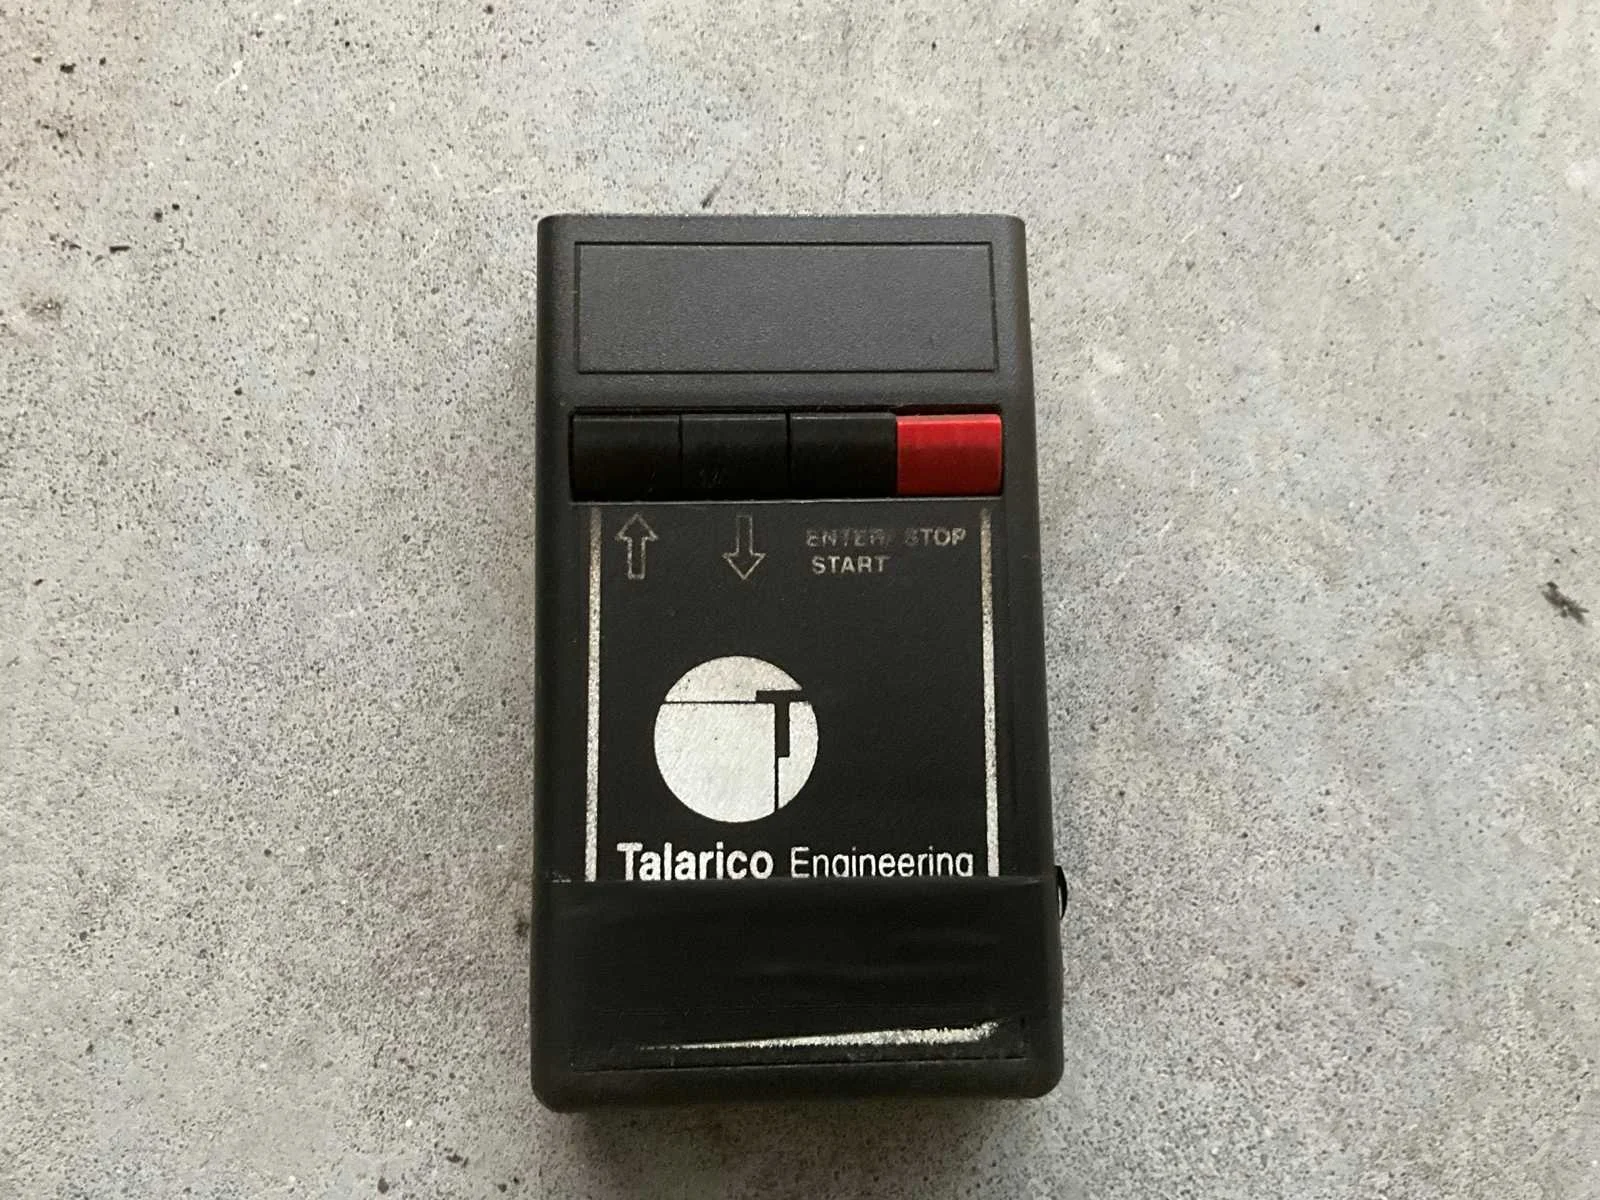 ENTER/ STOP
START
Talarico Engineering